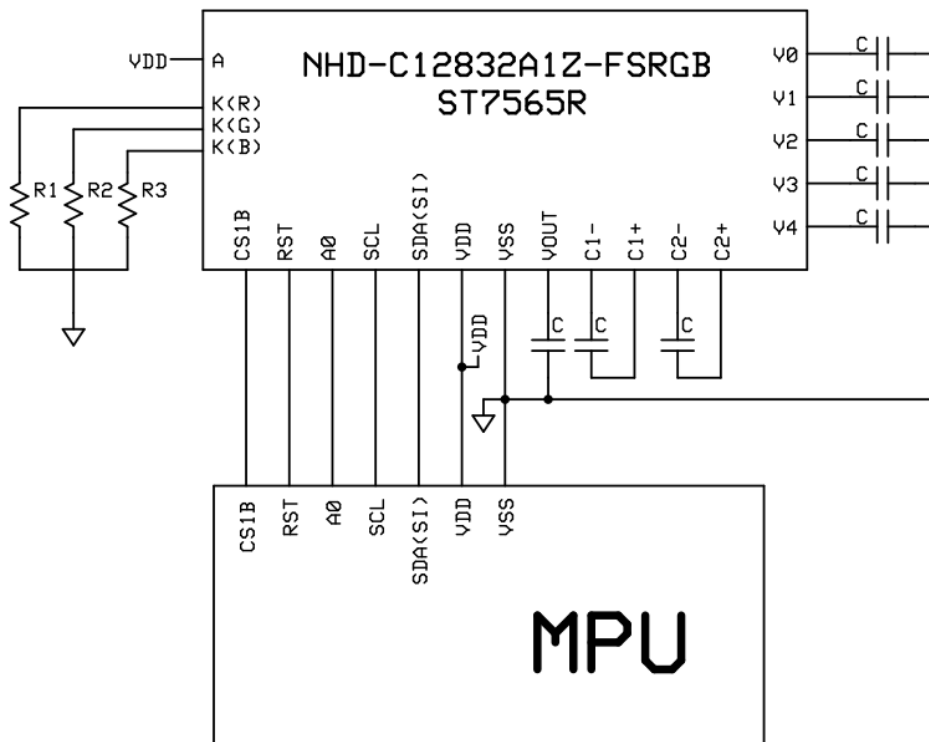 NHD-C12832A1Z-FSRGB
ST7565R
VDD
A
K(R)
K(G)
K(B)
R1
R2
R3
V0
C
V1
C
V2
C
V3
C
V4
C
CS1B
RST
A0
SCL
SDA(SI)
VDD
VSS
VOUT
C1-
C1+
C2-
C2+
VDD
C
C
C
CS1B
RST
A0
SCL
SDA(SI)
VDD
VSS
MPU